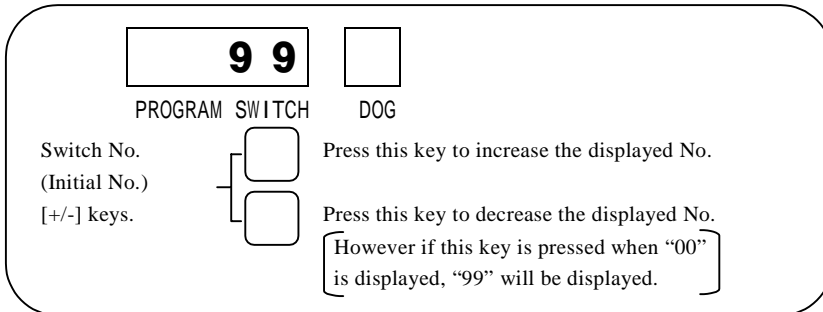 9 9
PROGRAM SWITCH DOG
Switch No. Press this key to increase the displayed No.
(Initial No.)
[+/-] keys. Press this key to decrease the displayed No.
However if this key is pressed when “00”
is displayed, “99” will be displayed.